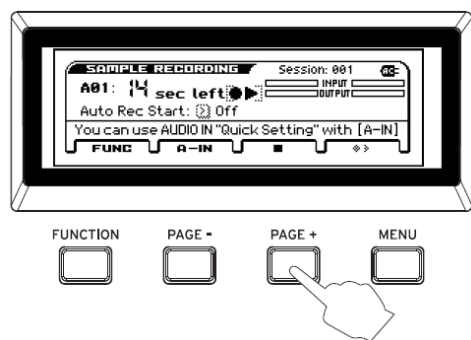 SAMPLE RECORDING Session: 001 AC
A01: 14 sec left INPUT
OUTPUT
Auto Rec Start: Off
You can use AUDIO IN "Quick Setting" with [A-IN]
FUNC A-IN
FUNCTION PAGE - PAGE + MENU